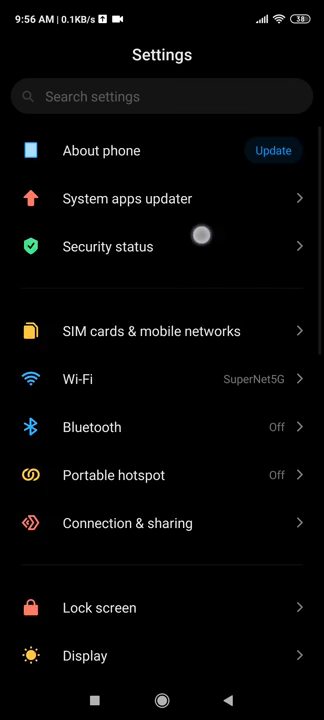 9:56 AM | 0.1KB/s
38
Settings
Search settings
About phone
Update
System apps updater
Security status
SIM cards & mobile networks
Wi-Fi
SuperNet5G
Bluetooth
Off
Portable hotspot
Off
Connection & sharing
Lock screen
Display